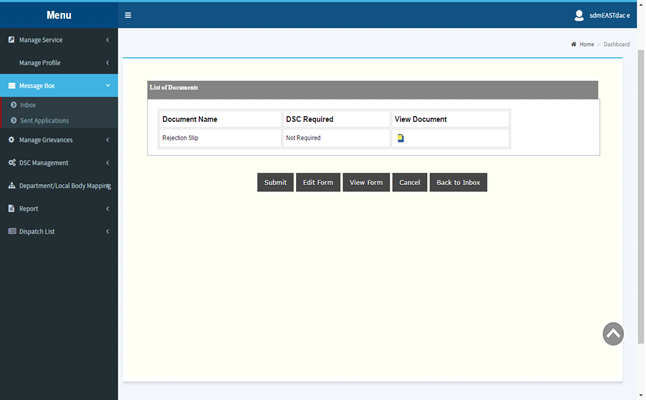 Menu
sdmEASTdac e
Manage Service
Home
Dashboard
Manage Profile
Message Box
Inbox
Sent Applications
Manage Grievances
DSC Management
Department/Local Body Mapping
Report
Dispatch List
List of Documents
Document Name DSC Required View Document
Rejection Slip Not Required
Submit Edit Form View Form Cancel Back to Inbox